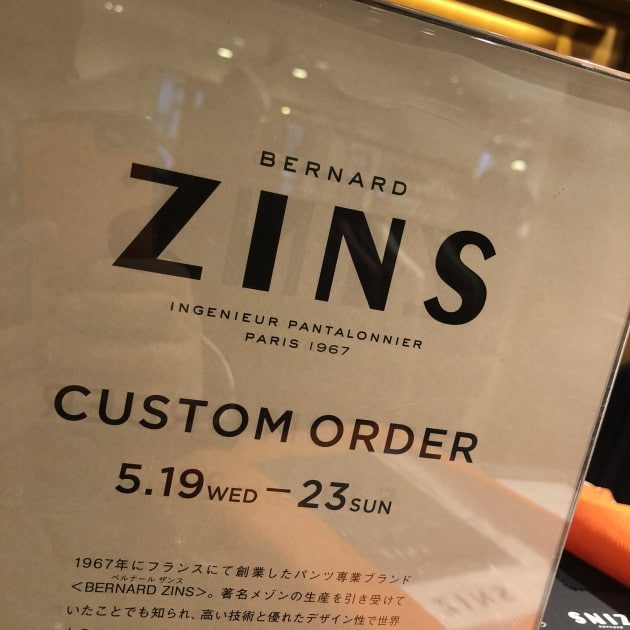 BERNARD
ZINS
INGENIEUR PANTALONNIER
PARIS 1967
CUSTOM ORDER
5.19WED – 23SUN
1967年にフランスにて創業したパンツ専業ブランド
ベルナール ザンス
<BERNARD ZINS>。著名メゾンの生産を引き受けて
いたことでも知られ、高い技術と優れたデザイン性で世界
ZINS